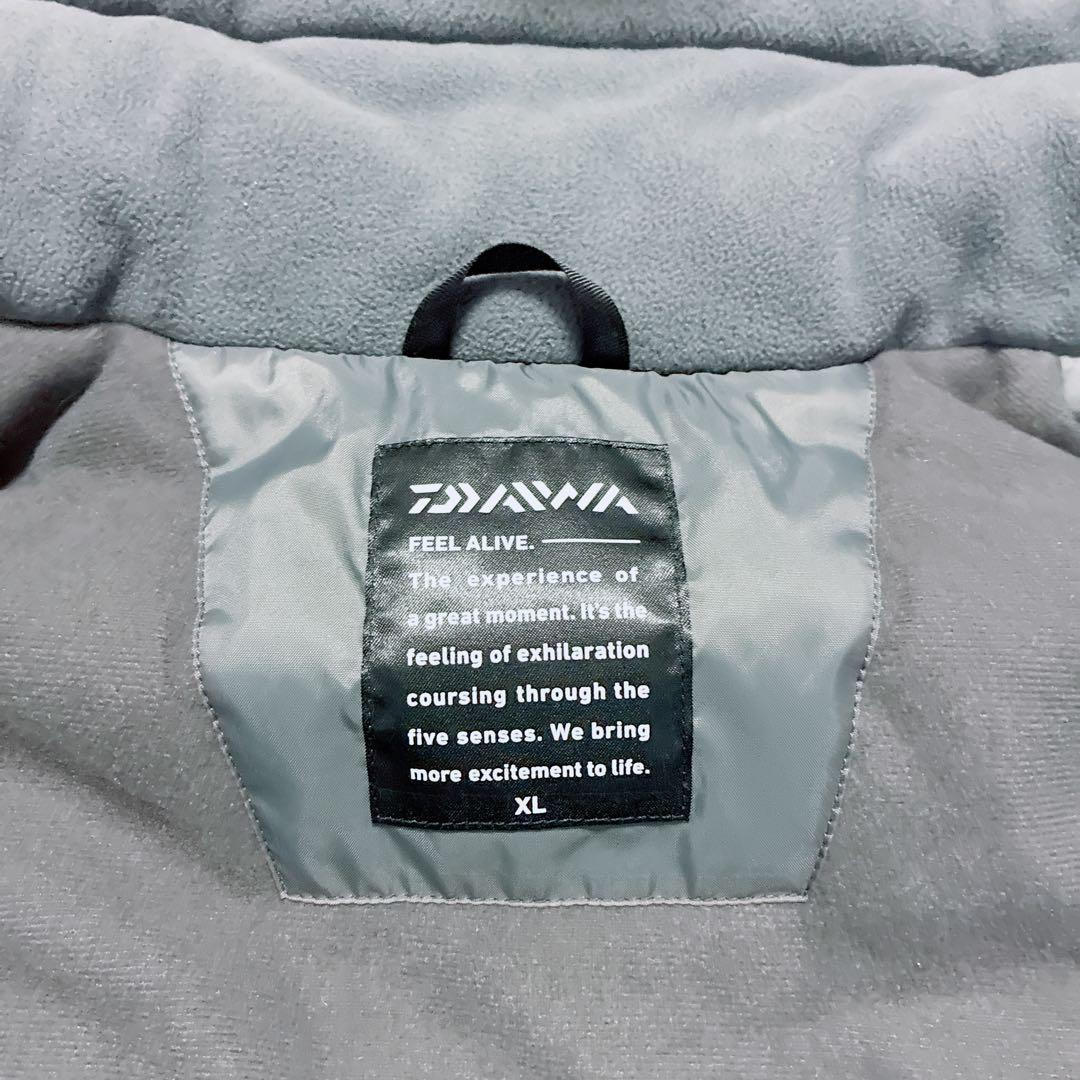 DAIWA
FEEL ALIVE.
The experience of
a great moment. it's the
feeling of exhilaration
coursing through the
five senses. We bring
more excitement to life.
XL